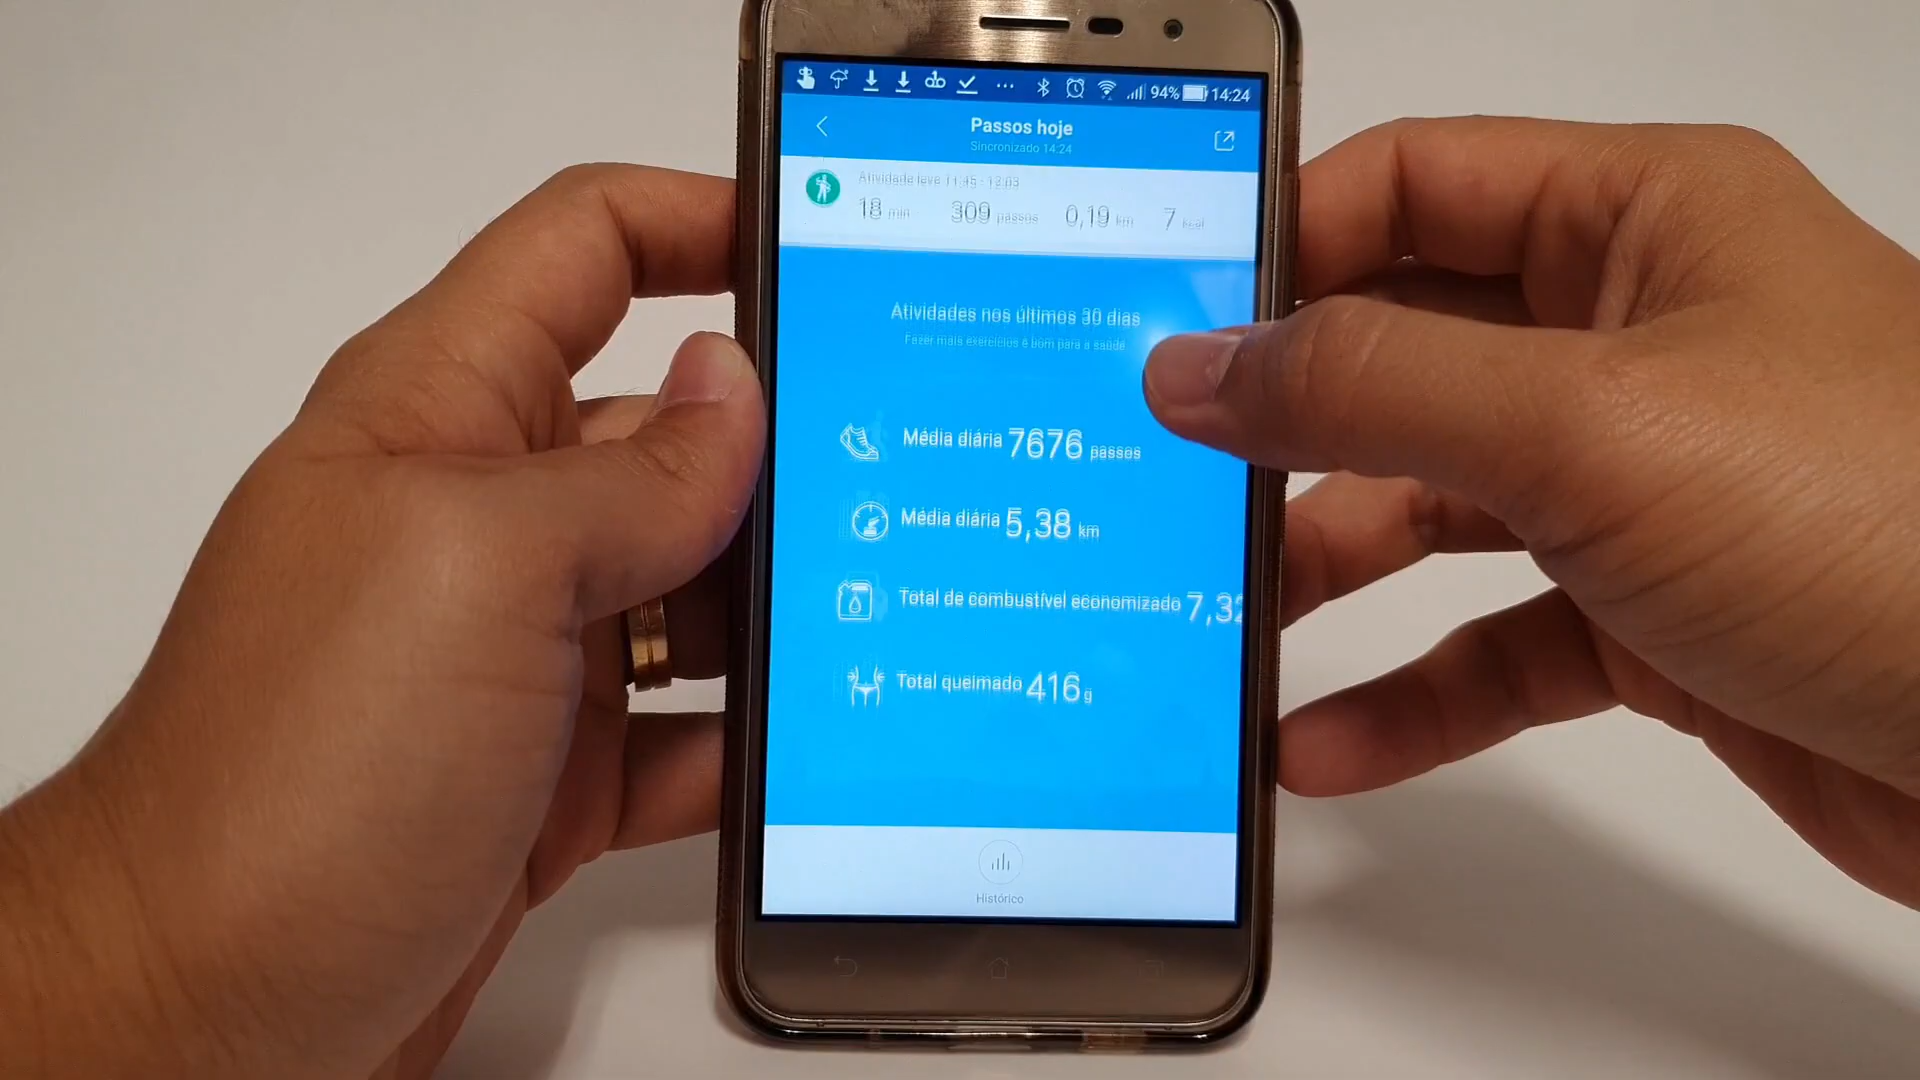 94% 14:24
Passos hoje
Sincronizado 14:24
Atividade leve 11:45 - 12:03
18 min 309 passos 0,19 km 7 kcal
Atividades nos últimos 30 dias
Fazer mais exercícios é bom para a saúde
Média diária 7676 passos
Média diária 5,38 km
Total de combustível economizado 7,32
Total queimado 416 g
Histórico